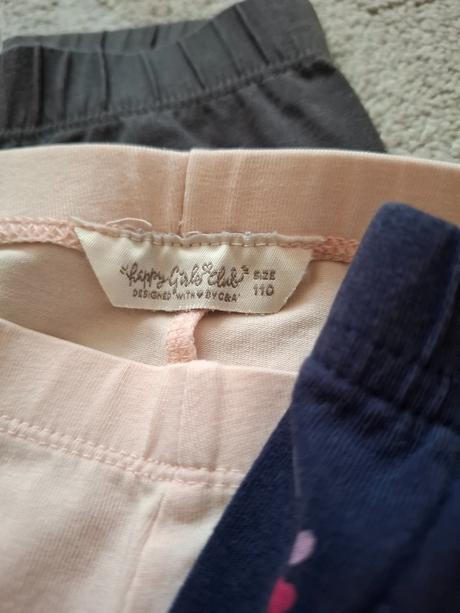 happy Girls Club
SIZE
110
DESIGNED WITH ♥ BY C&A